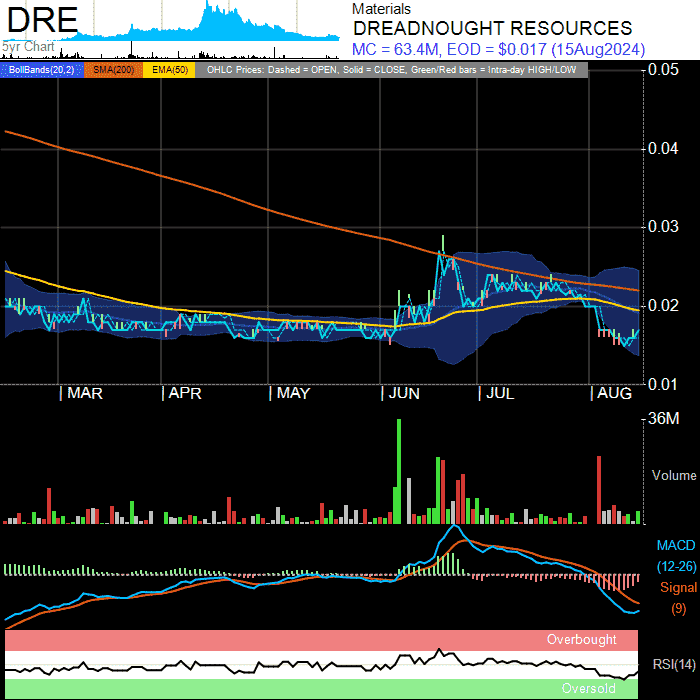 DRE
5yr Chart
Materials
DREADNOUGHT RESOURCES
MC = 63.4M, EOD = $0.017 (15Aug2024)
BollBands(20,2) SMA(200) EMA(50) OHLC Prices: Dashed = OPEN, Solid = CLOSE, Green/Red bars = Intra-day HIGH/LOW
0.05
0.04
0.03
0.02
0.01
| MAR | APR | MAY | JUN | JUL | AUG
36M
Volume
MACD
(12-26)
Signal
(9)
Overbought
RSI(14)
Oversold